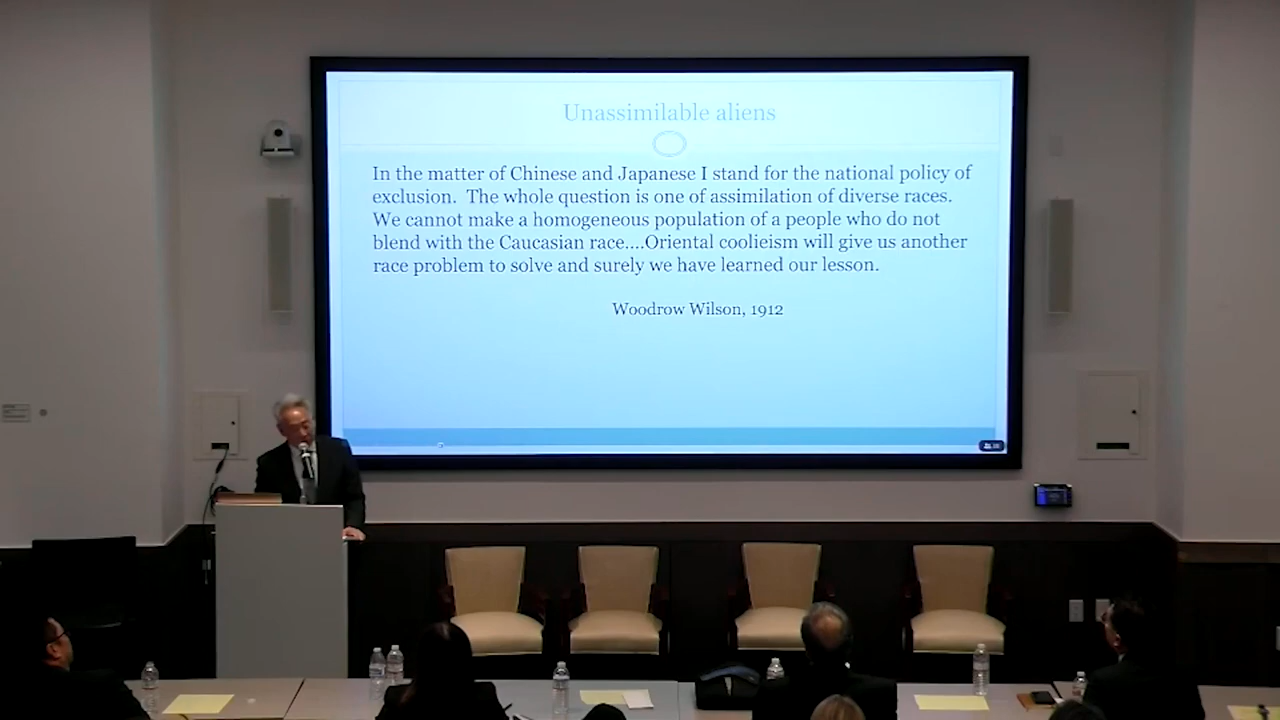 Unassimilable aliens
In the matter of Chinese and Japanese I stand for the national policy of
exclusion.  The whole question is one of assimilation of diverse races.
We cannot make a homogeneous population of a people who do not
blend with the Caucasian race....Oriental coolieism will give us another
race problem to solve and surely we have learned our lesson.
Woodrow Wilson, 1912